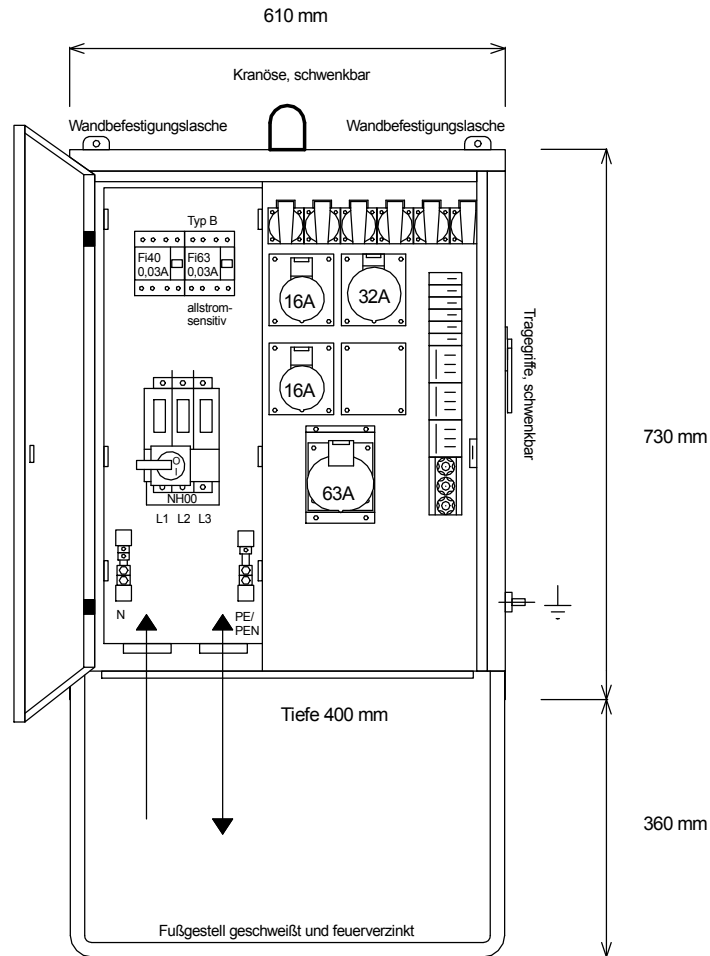 610 mm
Kranöse, schwenkbar
Wandbefestigungslasche
Wandbefestigungslasche
Typ B
Fi40
0,03A
Fi63
0,03A
allstrom-
sensitiv
16A
32A
16A
63A
O
I
NH00
L1 L2 L3
N
PE/
PEN
Tragegriffe, schwenkbar
730 mm
Tiefe 400 mm
360 mm
Fußgestell geschweißt und feuerverzinkt